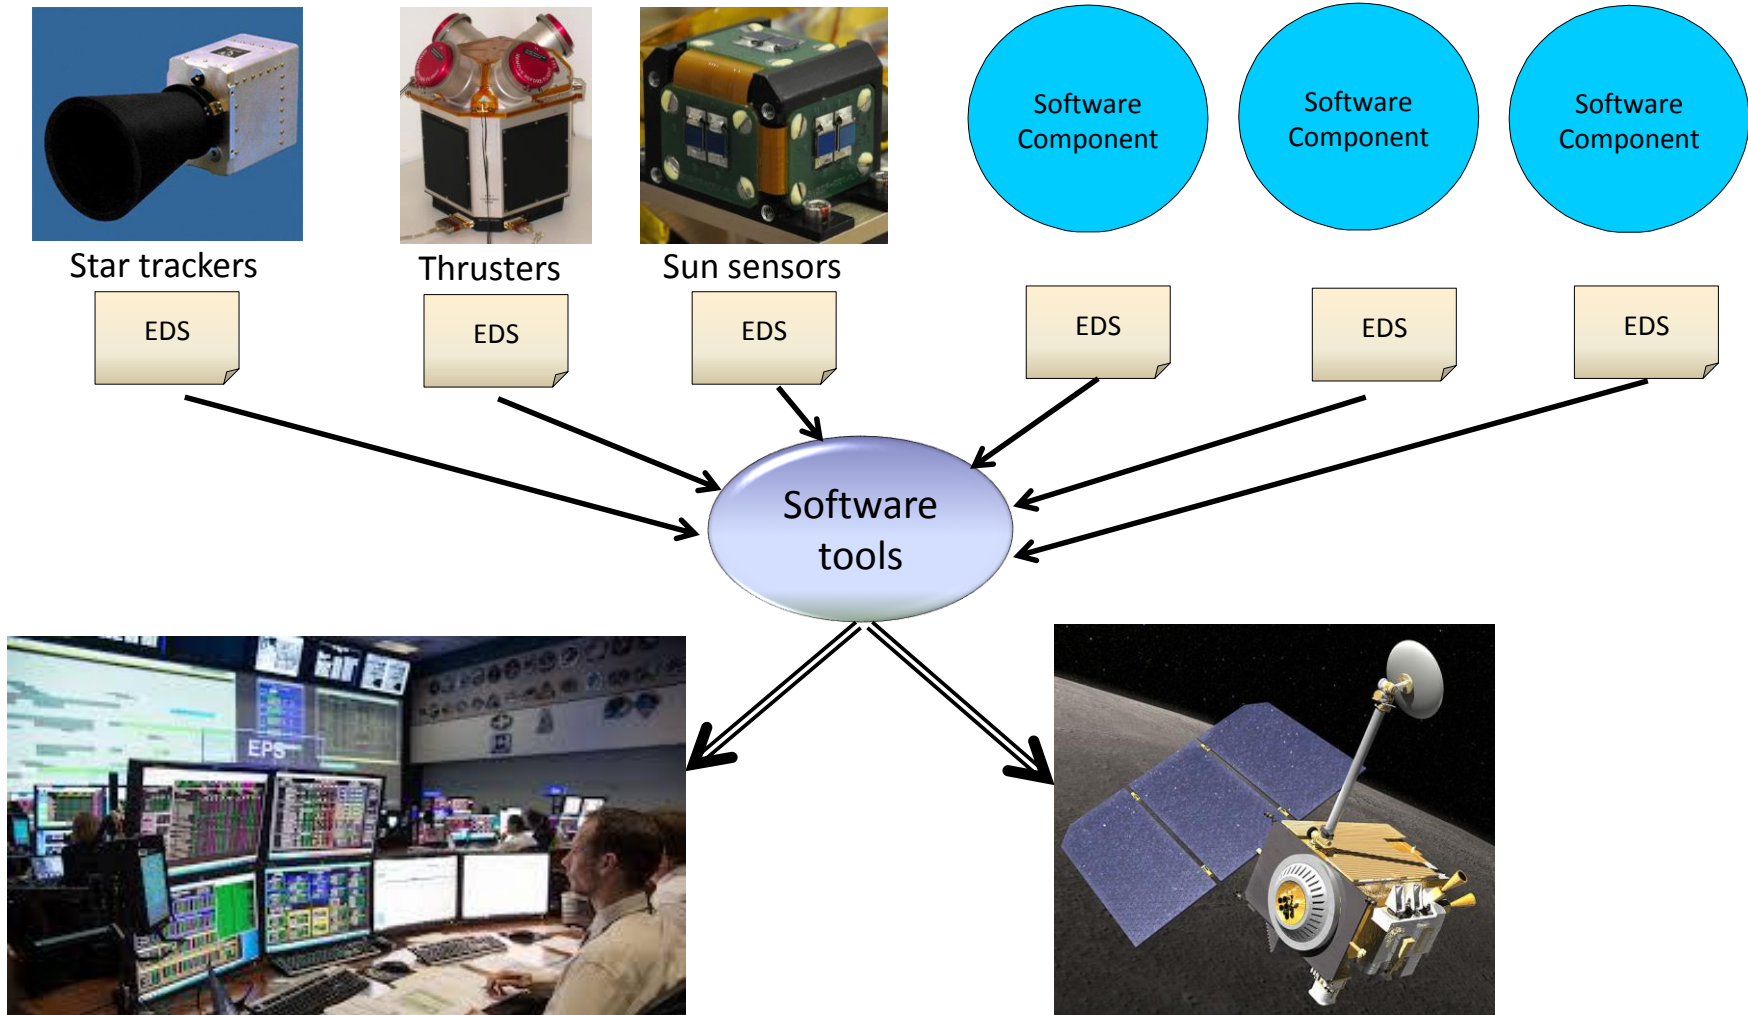 Software
Component
Software
Component
Software
Component
Star trackers
Thrusters
Sun sensors
EDS
EDS
EDS
EDS
EDS
EDS
Software
tools
EPS